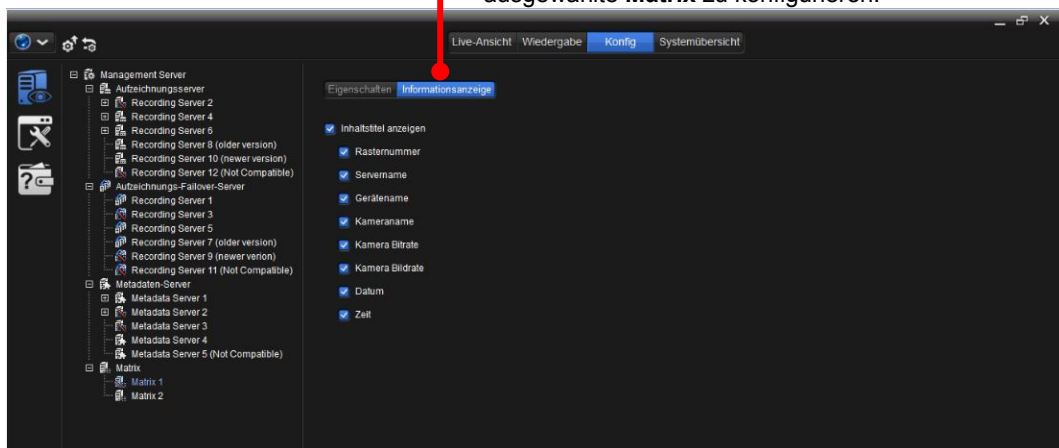 ausgewählte Matrix zu konfigurieren.
Live-Ansicht Wiedergabe Konfig Systemübersicht
Management Server
Aufzeichnungsserver
Recording Server 2
Recording Server 4
Recording Server 6
Recording Server 8 (older version)
Recording Server 10 (newer version)
Recording Server 12 (Not Compatible)
Aufzeichnungs-Failover-Server
Recording Server 1
Recording Server 3
Recording Server 5
Recording Server 7 (older version)
Recording Server 9 (newer verion)
Recording Server 11 (Not Compatible)
Metadaten-Server
Metadata Server 1
Metadata Server 2
Metadata Server 3
Metadata Server 4
Metadata Server 5 (Not Compatible)
Matrix
Matrix 1
Matrix 2
Eigenschaften Informationsanzeige
Inhaltstitel anzeigen
Rasternummer
Servername
Gerätename
Kameraname
Kamera Bitrate
Kamera Bildrate
Datum
Zeit